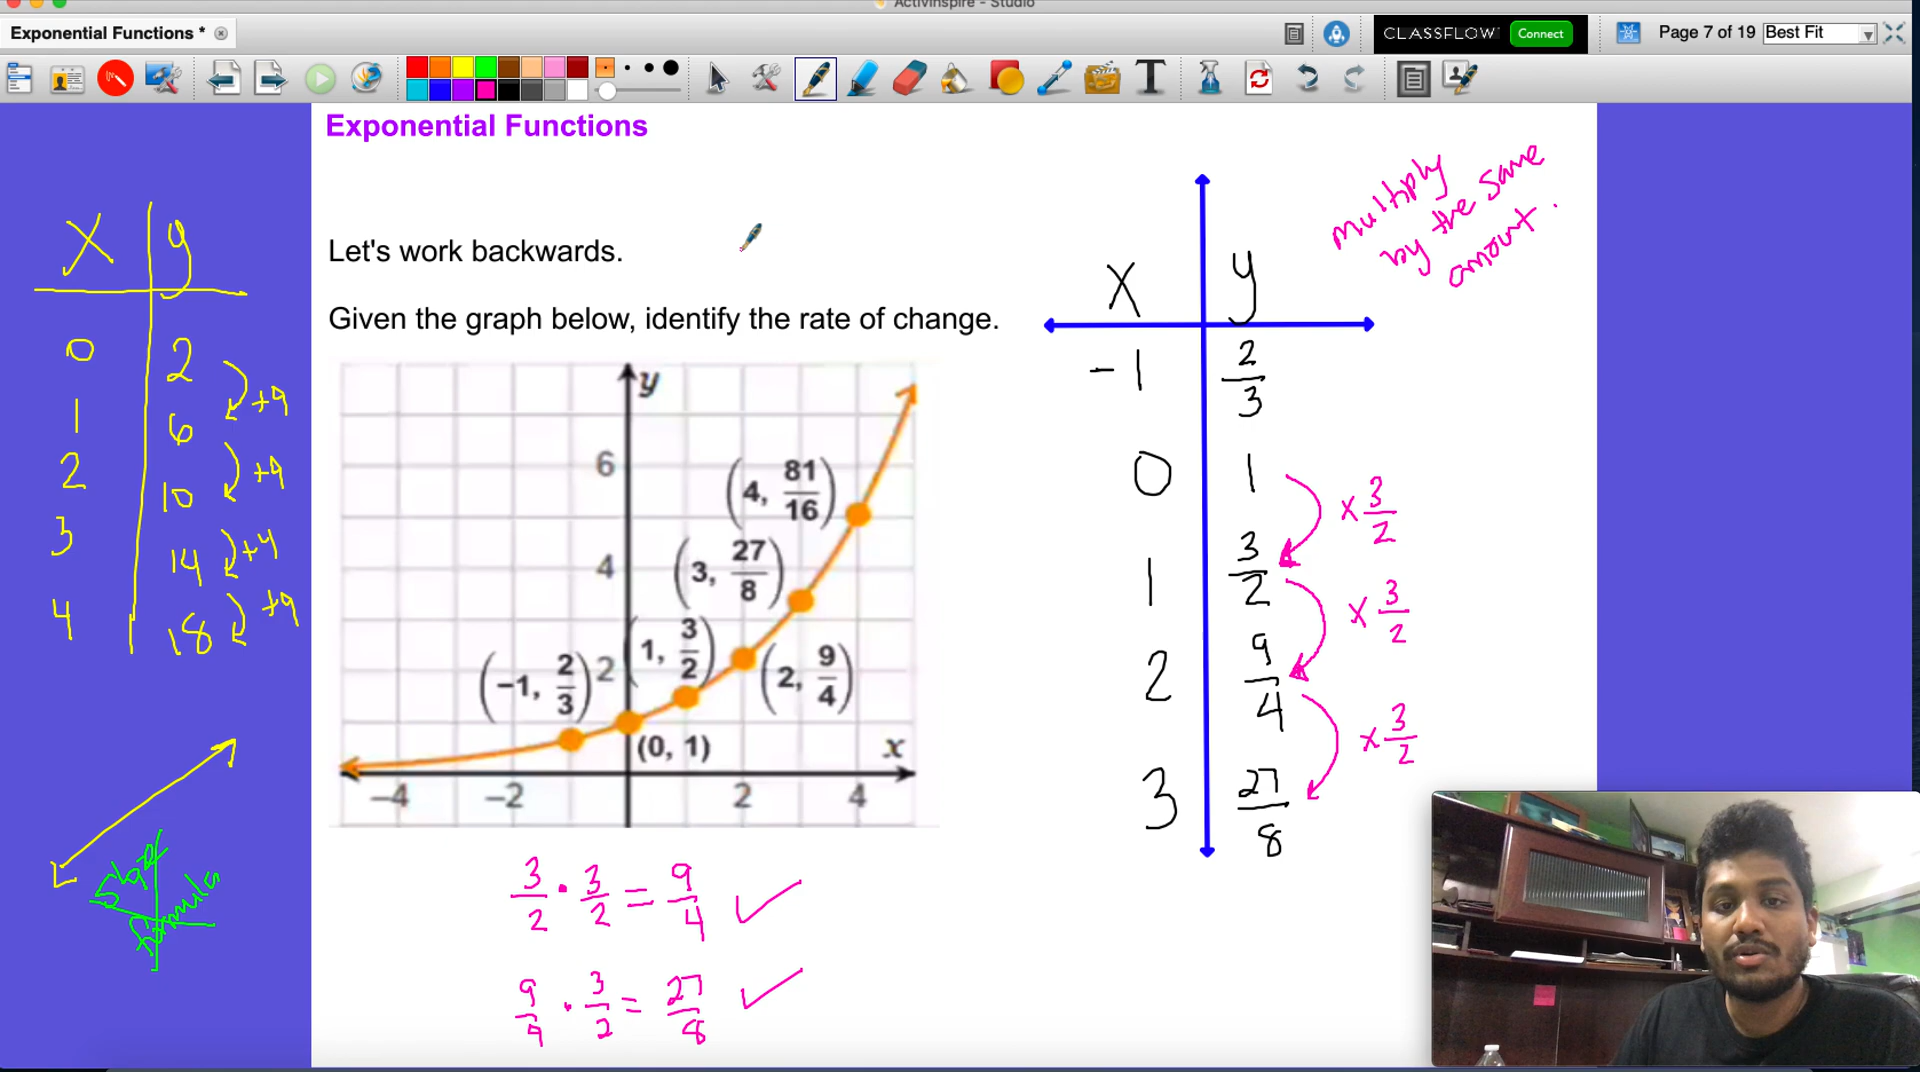 ActivInspire - Studio
Exponential Functions *
CLASSFLOW
Connect
Page 7 of 19
Best Fit
Exponential Functions
Let's work backwards.
Given the graph below, identify the rate of change.
multiply
by the same
amount.
x y
0 2
1 6
2 10
3 14
4 18
+4
+4
+4
+4
slope
formula
y
6
4
2
(4, 81/16)
(3, 27/8)
(1, 3/2)
(−1, 2/3)
(2, 9/4)
(0, 1)
x
−4 −2 2 4
x y
-1 2/3
0 1
1 3/2
2 9/4
3 27/8
x 3/2
x 3/2
x 3/2
3/2 · 3/2 = 9/4 ✓
9/4 · 3/2 = 27/8 ✓